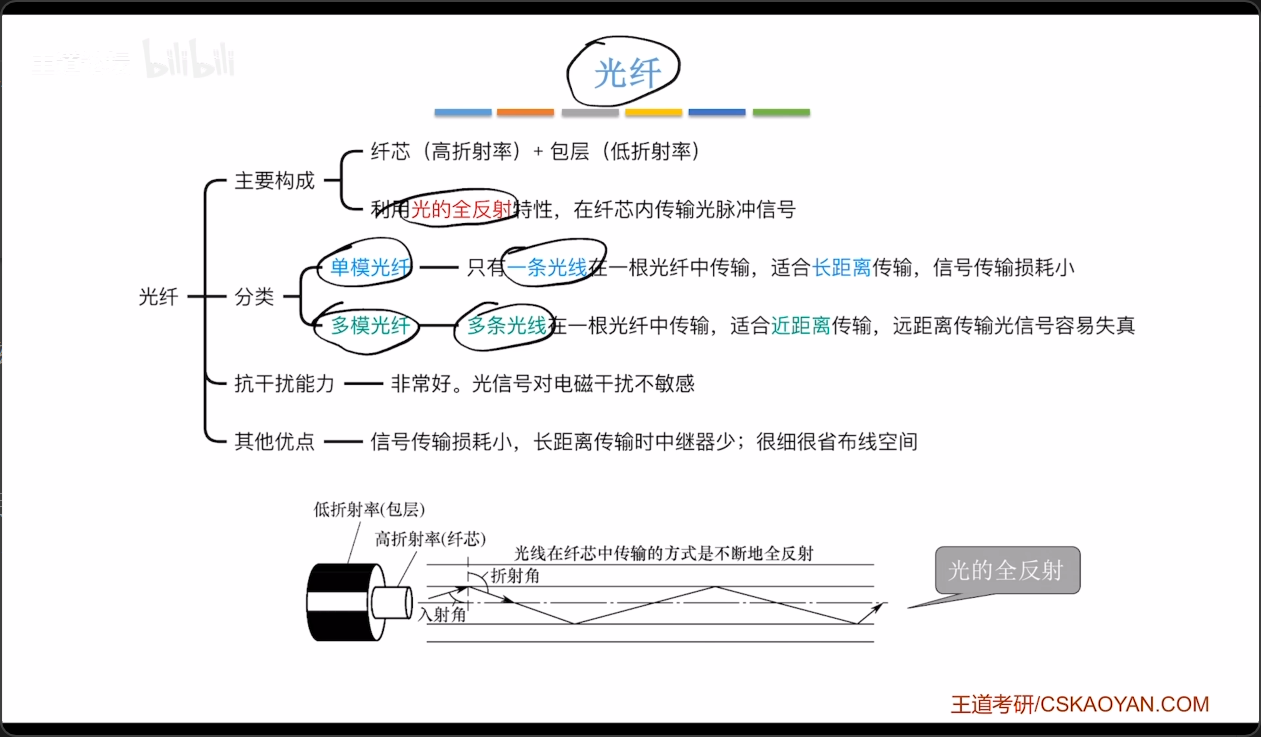 bilibili
光纤
主要构成
纤芯（高折射率）+ 包层（低折射率）
利用光的全反射特性，在纤芯内传输光脉冲信号
光纤
分类
单模光纤
只有一条光线在一根光纤中传输，适合长距离传输，信号传输损耗小
多模光纤
多条光线在一根光纤中传输，适合近距离传输，远距离传输光信号容易失真
抗干扰能力
非常好。光信号对电磁干扰不敏感
其他优点
信号传输损耗小，长距离传输时中继器少；很细很省布线空间
低折射率(包层)
高折射率(纤芯)
光线在纤芯中传输的方式是不断地全反射
折射角
入射角
光的全反射
王道考研/CSKAOYAN.COM